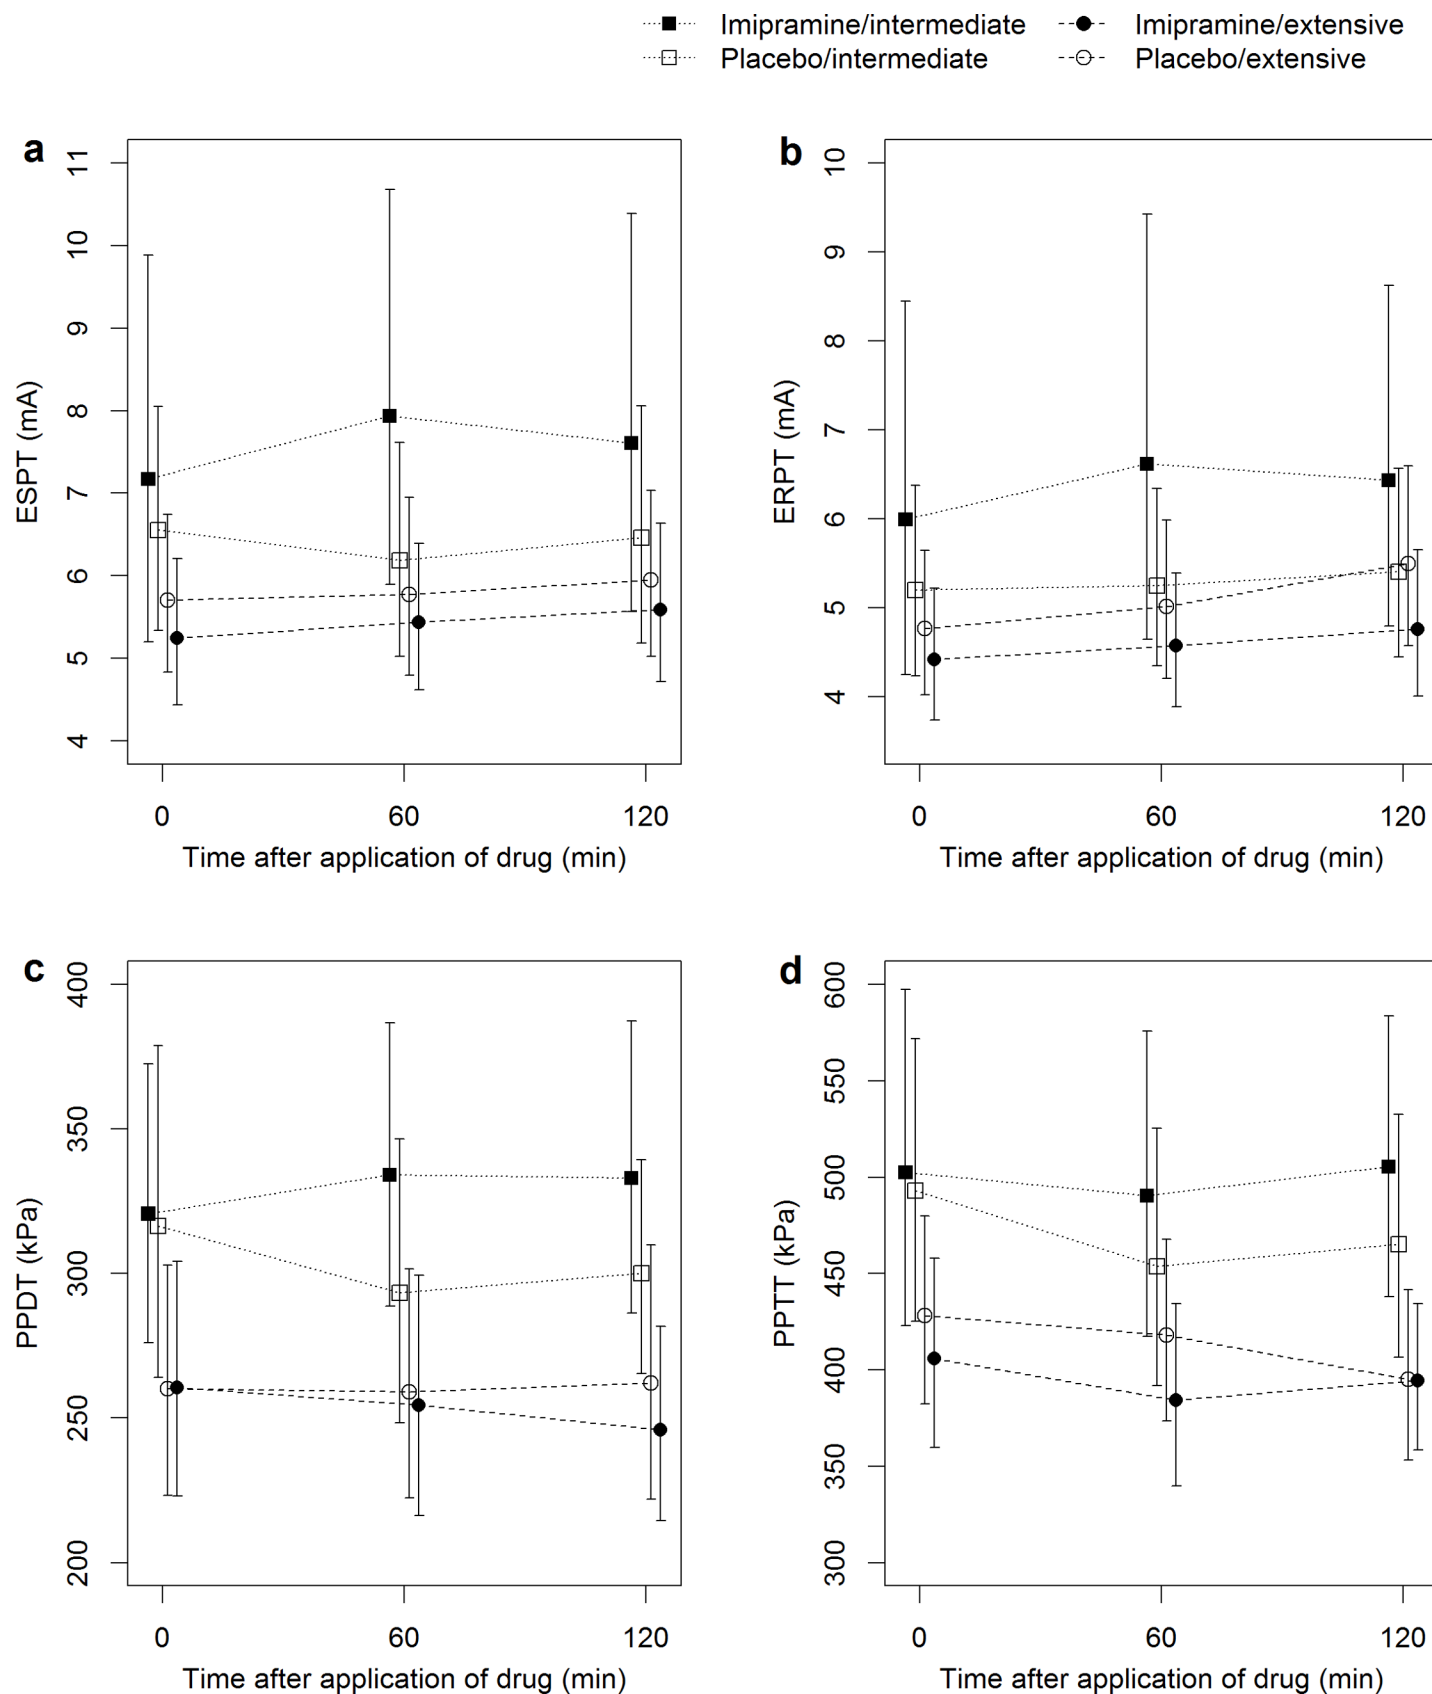 Imipramine/intermediate Imipramine/extensive
Placebo/intermediate Placebo/extensive
a
11
10
9
8
7
6
5
4
ESPT (mA)
0 60 120
Time after application of drug (min)
b
10
9
8
7
6
5
4
ERPT (mA)
0 60 120
Time after application of drug (min)
c
400
350
300
250
200
PPDT (kPa)
0 60 120
Time after application of drug (min)
d
600
550
500
450
400
350
300
PPTT (kPa)
0 60 120
Time after application of drug (min)